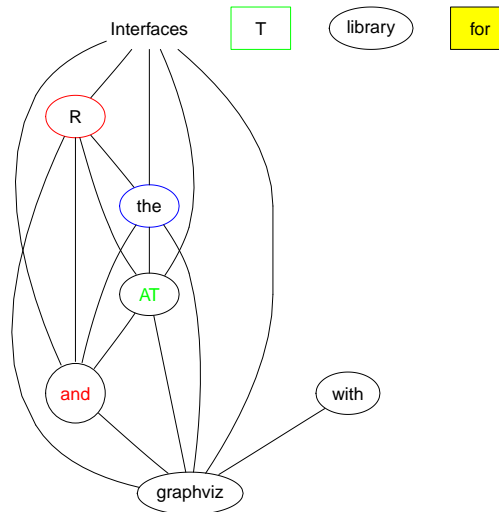 Interfaces T library for
R
the
AT
and
with
graphviz